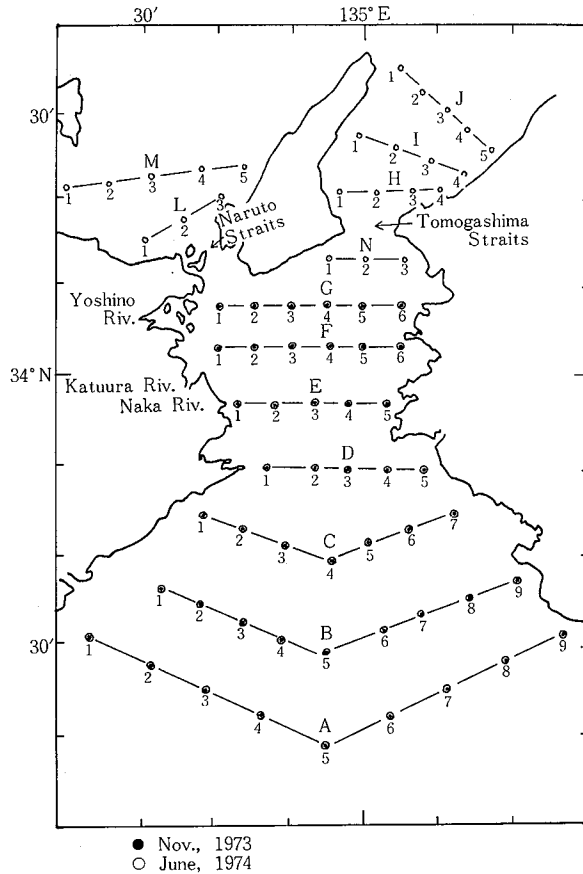 30′ 135° E
30′
1 2 3 4 5 J
1 2 3 4 I
1 2 3 4 H
M
1 2 3 4 5
L
1 2 3
Naruto
Straits
Tomogashima
Straits
N
1 2 3
G
1 2 3 4 5 6
Yoshino
Riv.
F
1 2 3 4 5 6
34° N
Katuura Riv.
Naka Riv.
E
1 2 3 4 5
D
1 2 3 4 5
C
1 2 3 4 5 6 7
B
1 2 3 4 5 6 7 8 9
30′
A
1 2 3 4 5 6 7 8 9
Nov., 1973
June, 1974